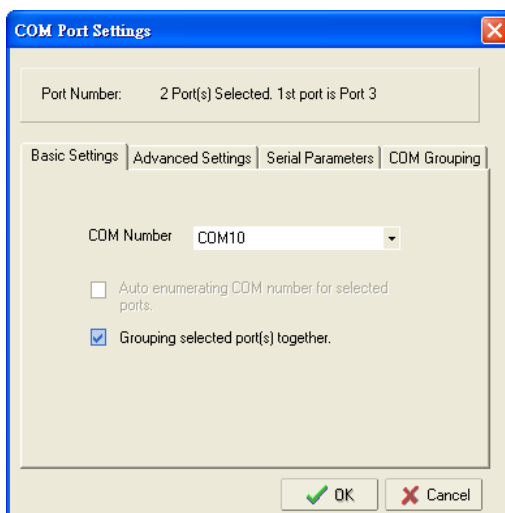 COM Port Settings
Port Number: 2 Port(s) Selected. 1st port is Port 3
Basic Settings Advanced Settings Serial Parameters COM Grouping
COM Number COM10
Auto enumerating COM number for selected
ports.
Grouping selected port(s) together.
OK Cancel